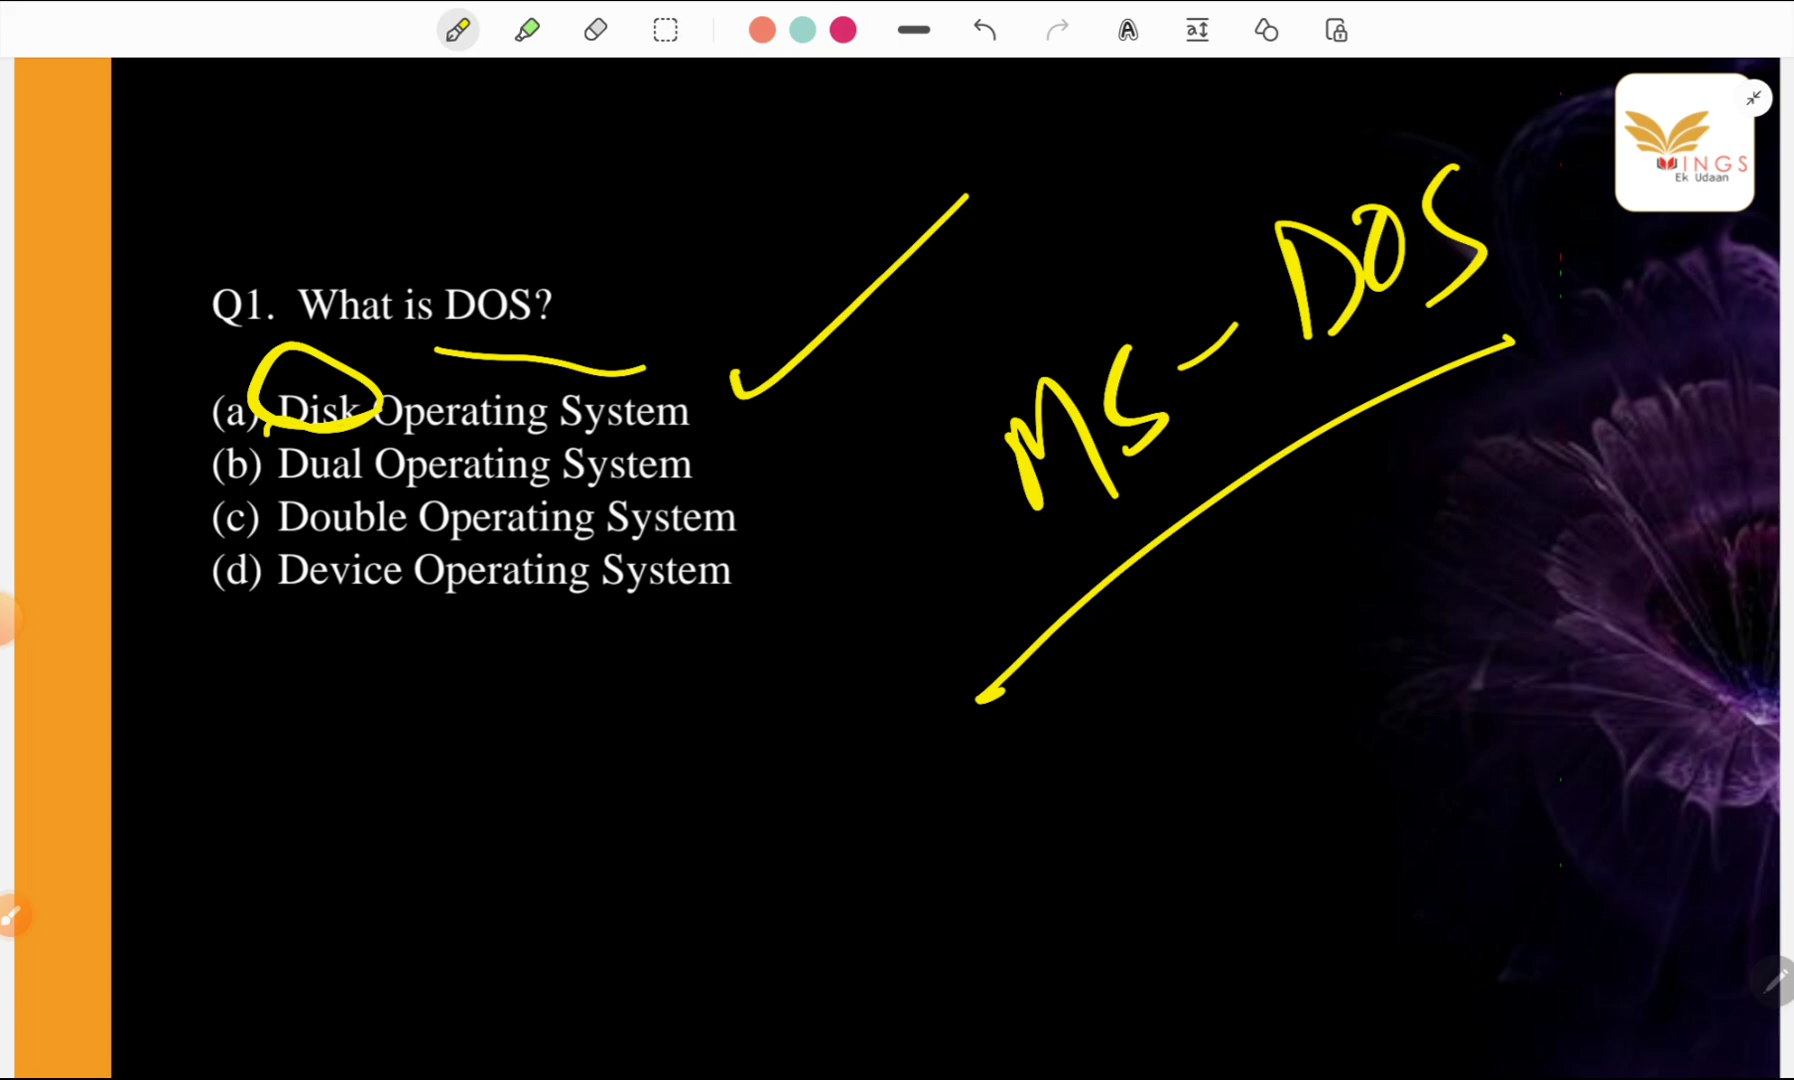 WINGS
Ek Udaan
MS - DOS
Q1. What is DOS?
(a) Disk Operating System
(b) Dual Operating System
(c) Double Operating System
(d) Device Operating System